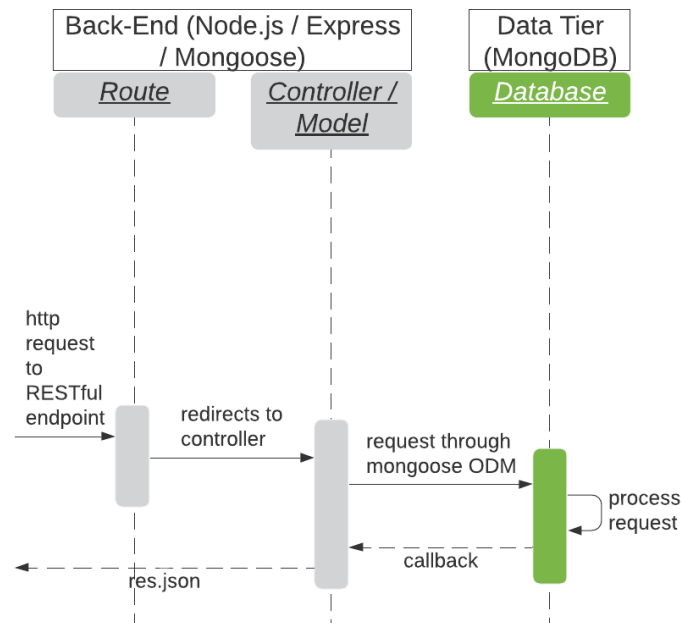 Back-End (Node.js / Express
/ Mongoose)
Data Tier
(MongoDB)
Route
Controller /
Model
Database
http
request
to
RESTful
endpoint
redirects to
controller
request through
mongoose ODM
process
request
callback
res.json